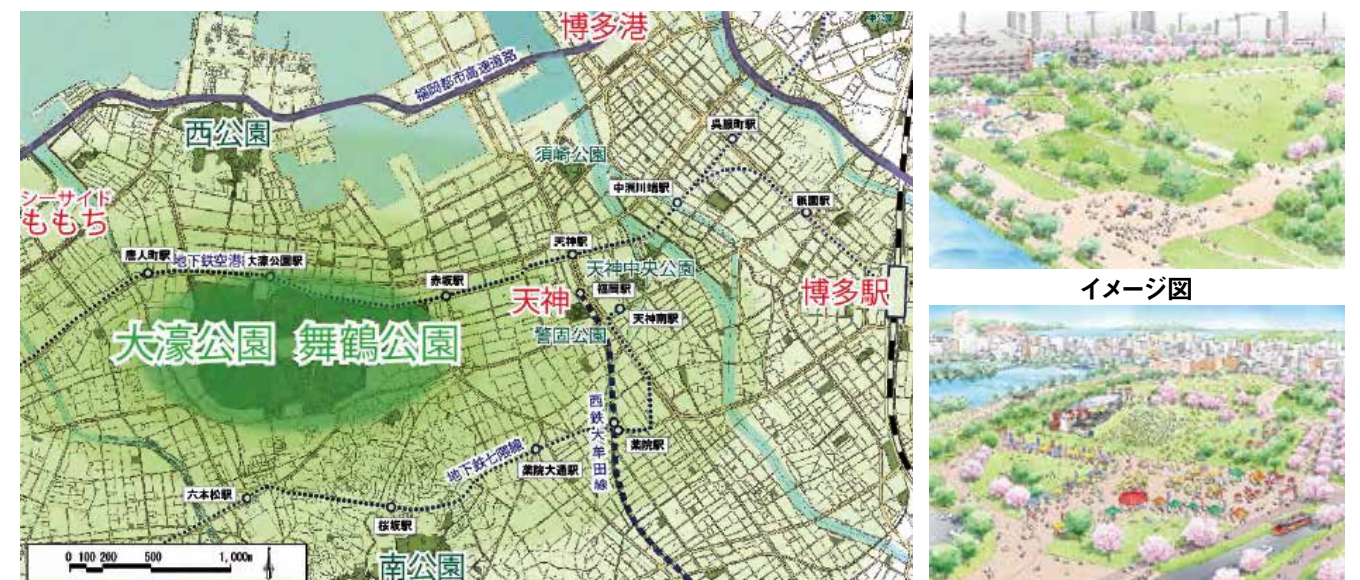 博多港
福岡都市高速道路
西公園
呉服町駅
須崎公園
中洲川端駅
祇園駅
シーサイド
ももち
唐人町駅
地下鉄空港
大濠公園駅
天神駅
赤坂駅
天神中央公園
福岡駅
天神
博多駅
天神南駅
警固公園
大濠公園 舞鶴公園
西鉄大牟田線
薬院駅
地下鉄七隈線
薬院大通駅
六本松駅
桜坂駅
南公園
0 100 200 500 1,000m
イメージ図